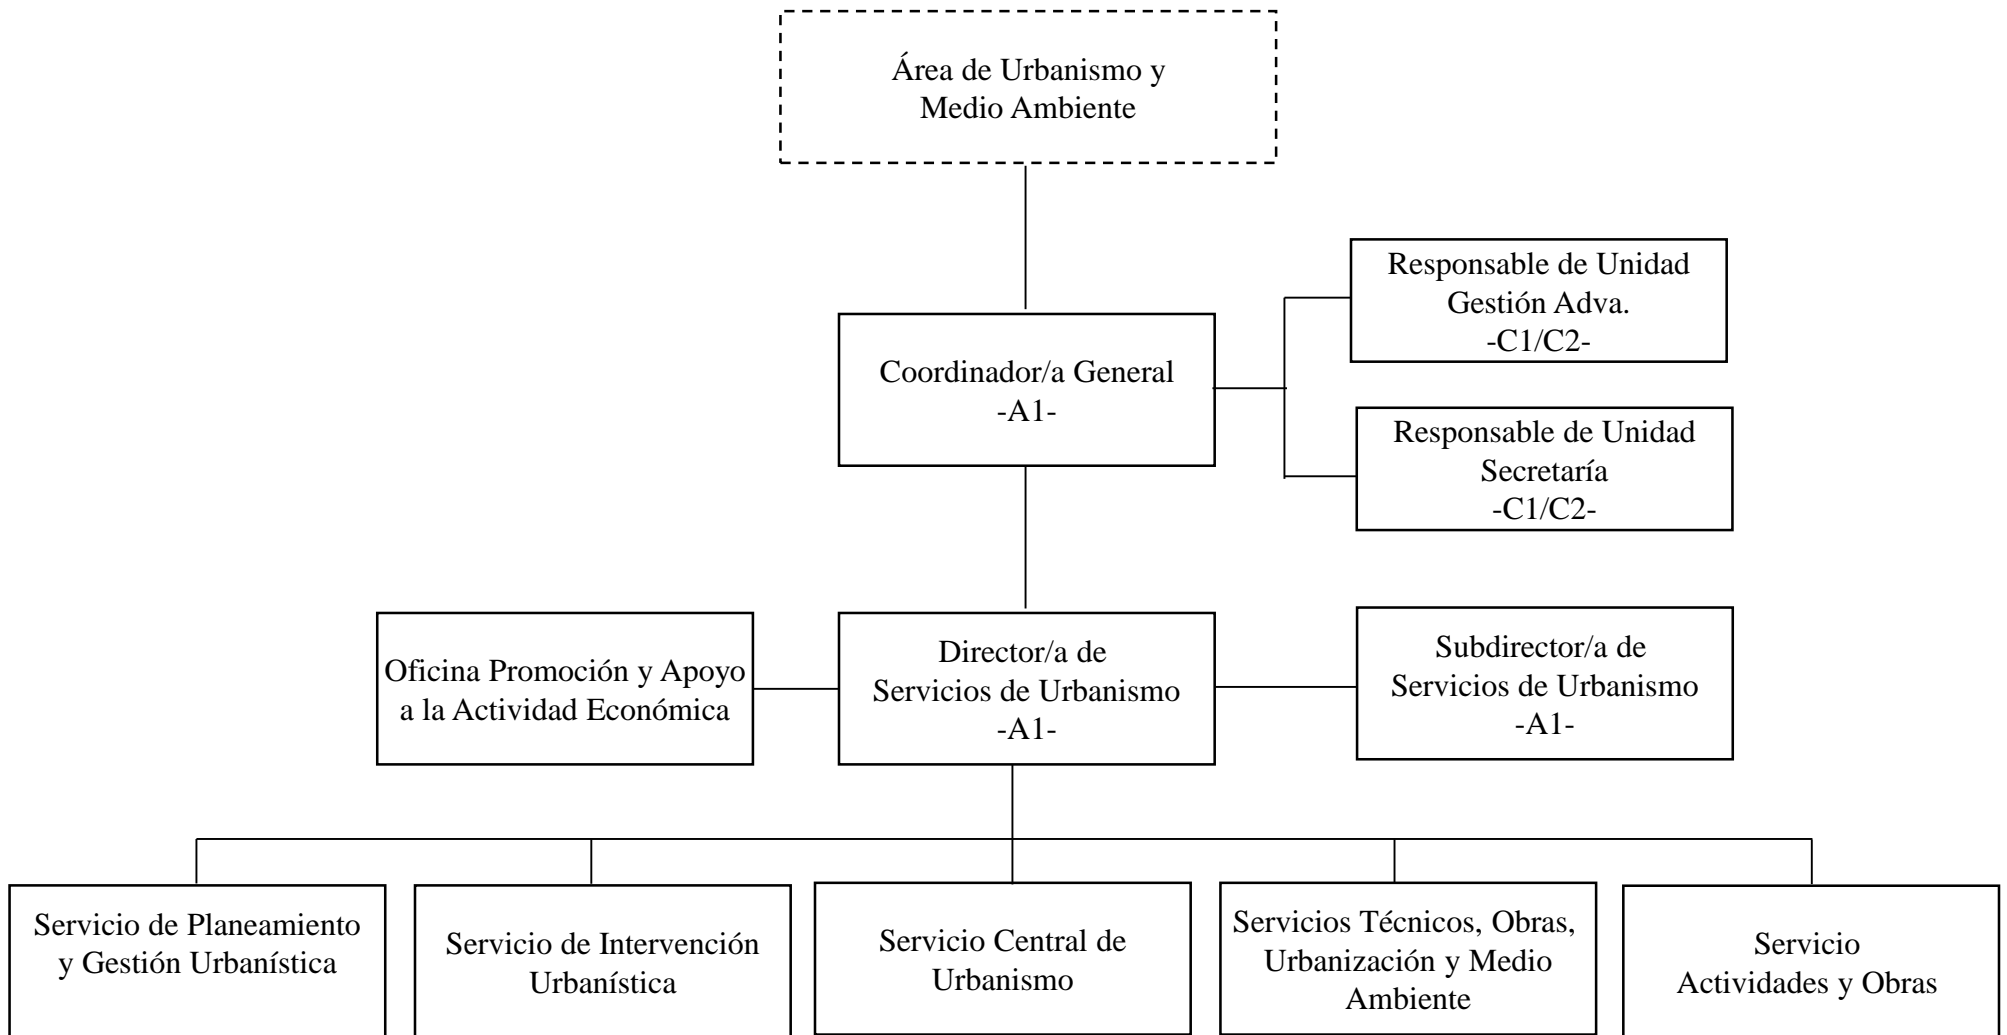 Área de Urbanismo y
Medio Ambiente
Responsable de Unidad
Gestión Adva.
-C1/C2-
Coordinador/a General
-A1-
Responsable de Unidad
Secretaría
-C1/C2-
Oficina Promoción y Apoyo
a la Actividad Económica
Director/a de
Servicios de Urbanismo
-A1-
Subdirector/a de
Servicios de Urbanismo
-A1-
Servicio de Planeamiento
y Gestión Urbanística
Servicio de Intervención
Urbanística
Servicio Central de
Urbanismo
Servicios Técnicos, Obras,
Urbanización y Medio
Ambiente
Servicio
Actividades y Obras